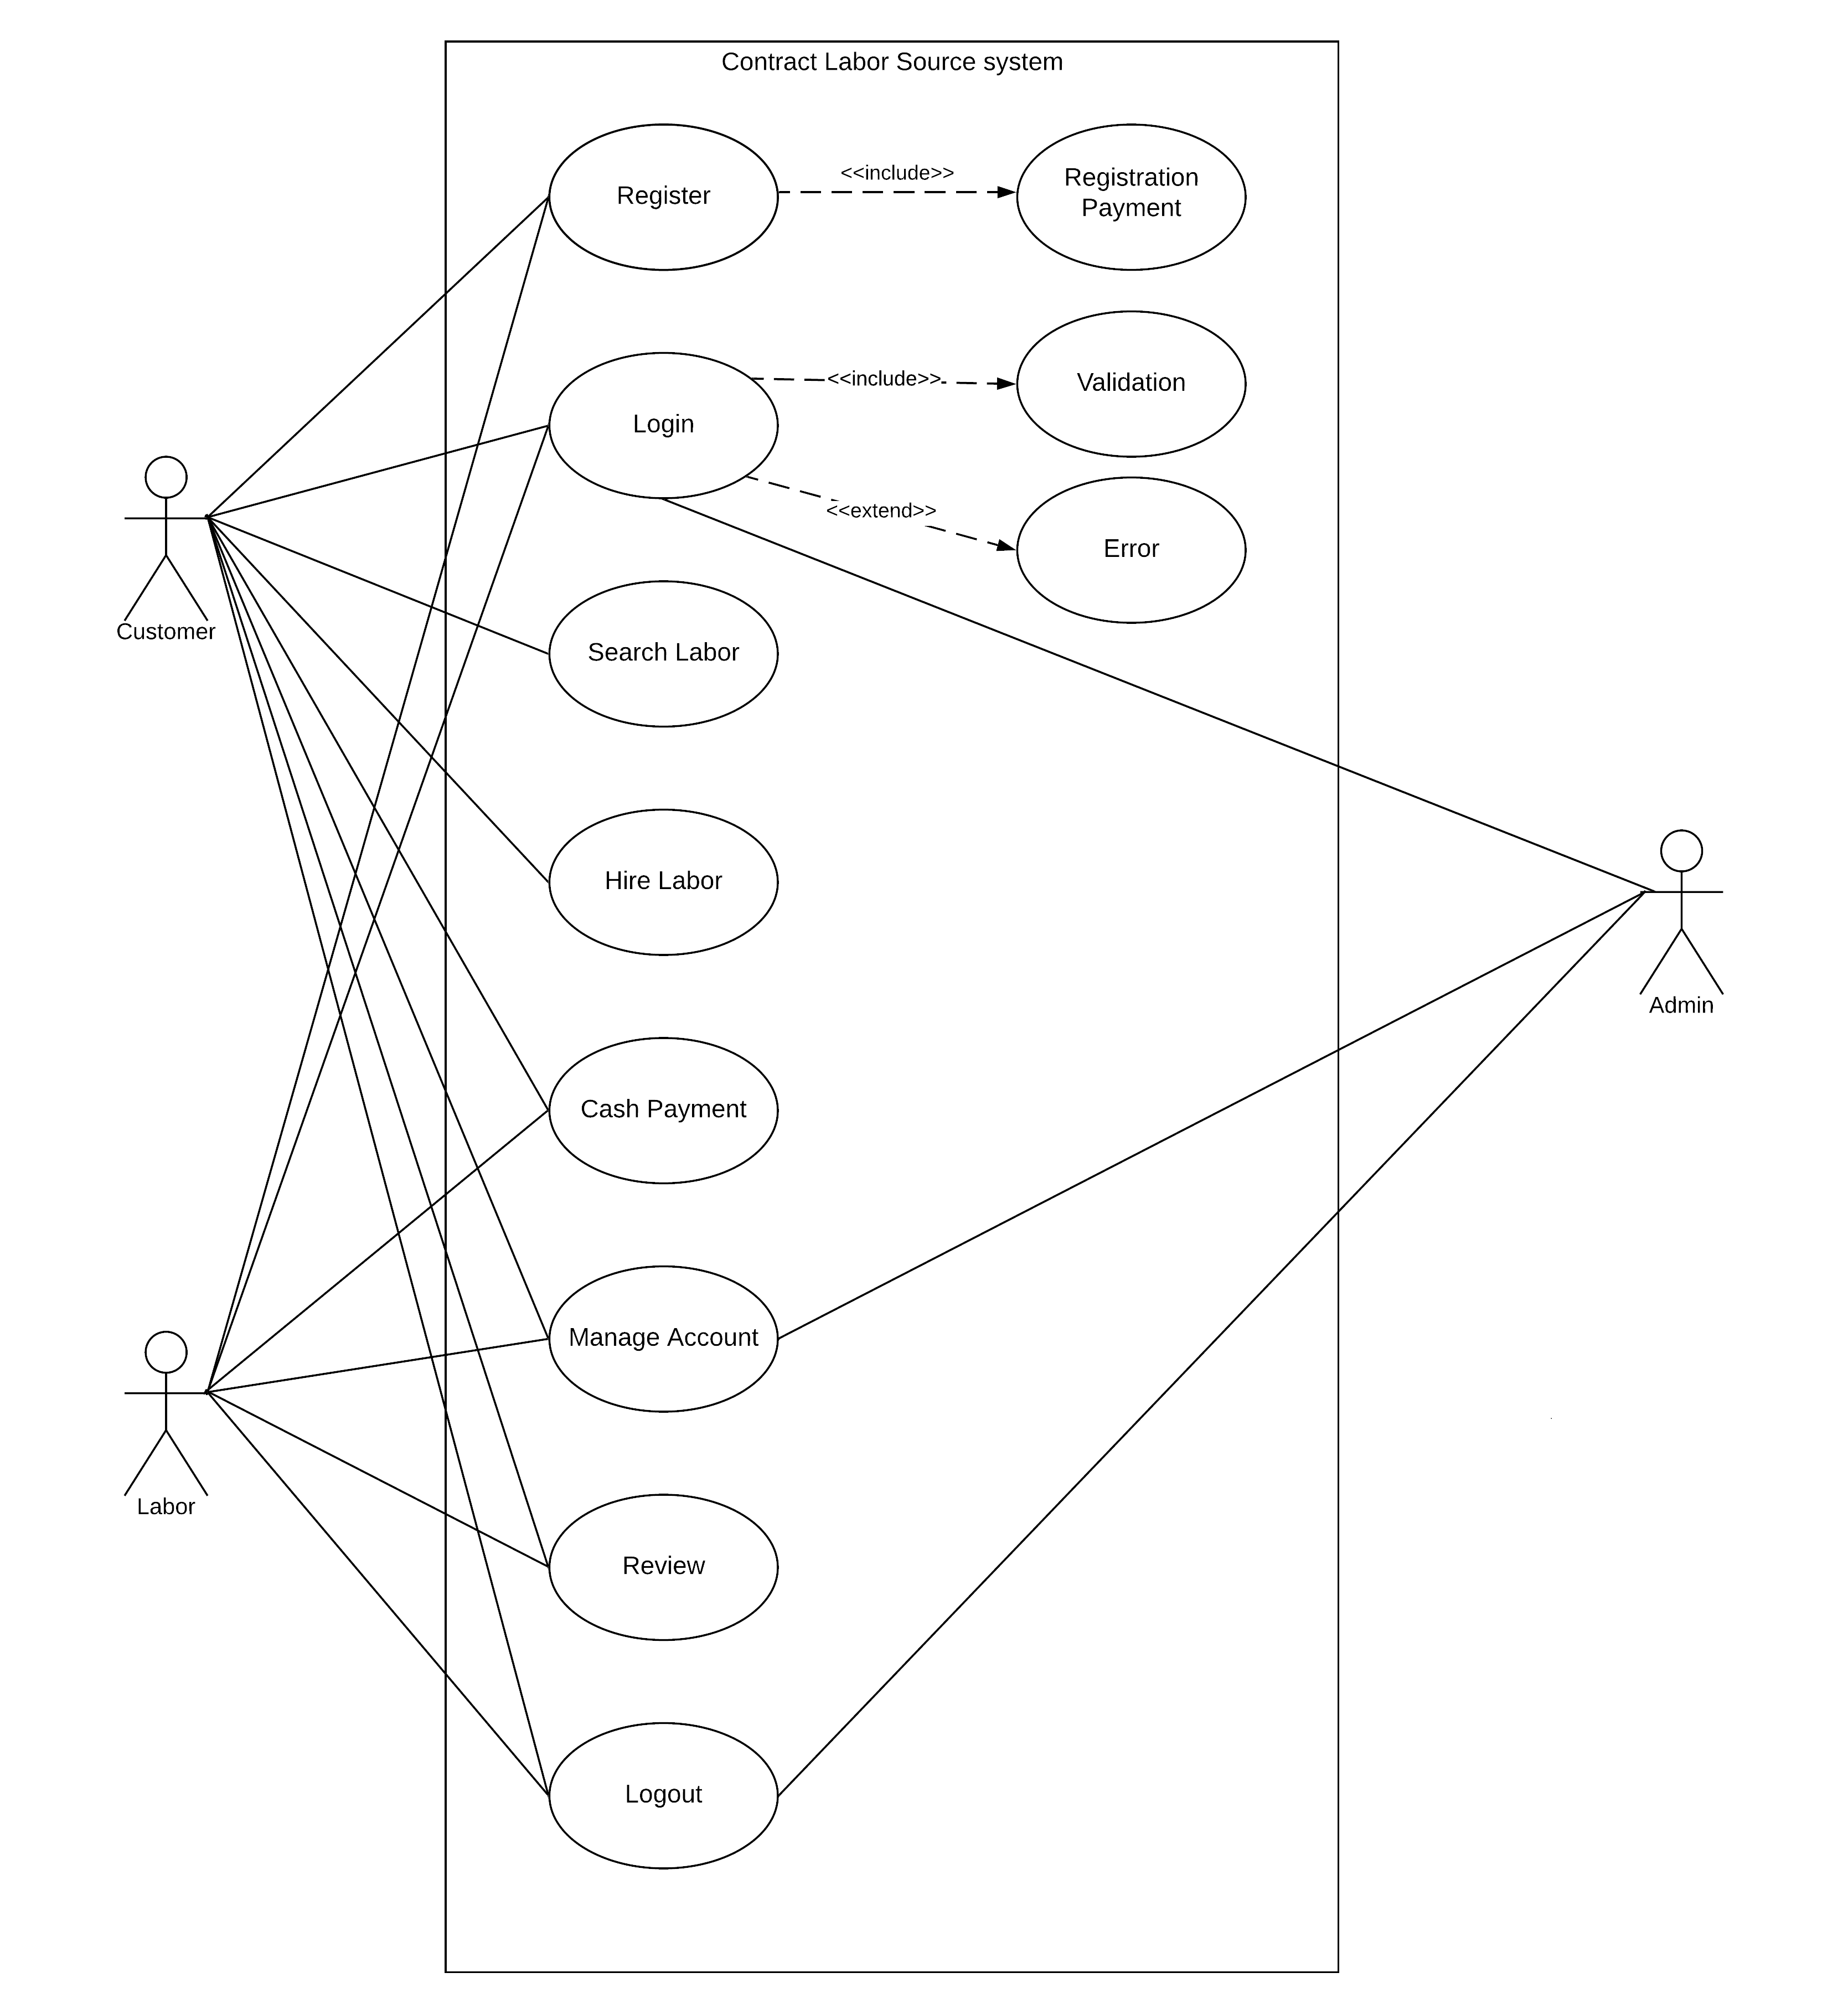 Contract Labor Source system
Register
<<include>>
Registration
Payment
Login
<<include>>
Validation
<<extend>>
Error
Customer
Search Labor
Hire Labor
Admin
Cash Payment
Manage Account
Labor
Review
Logout